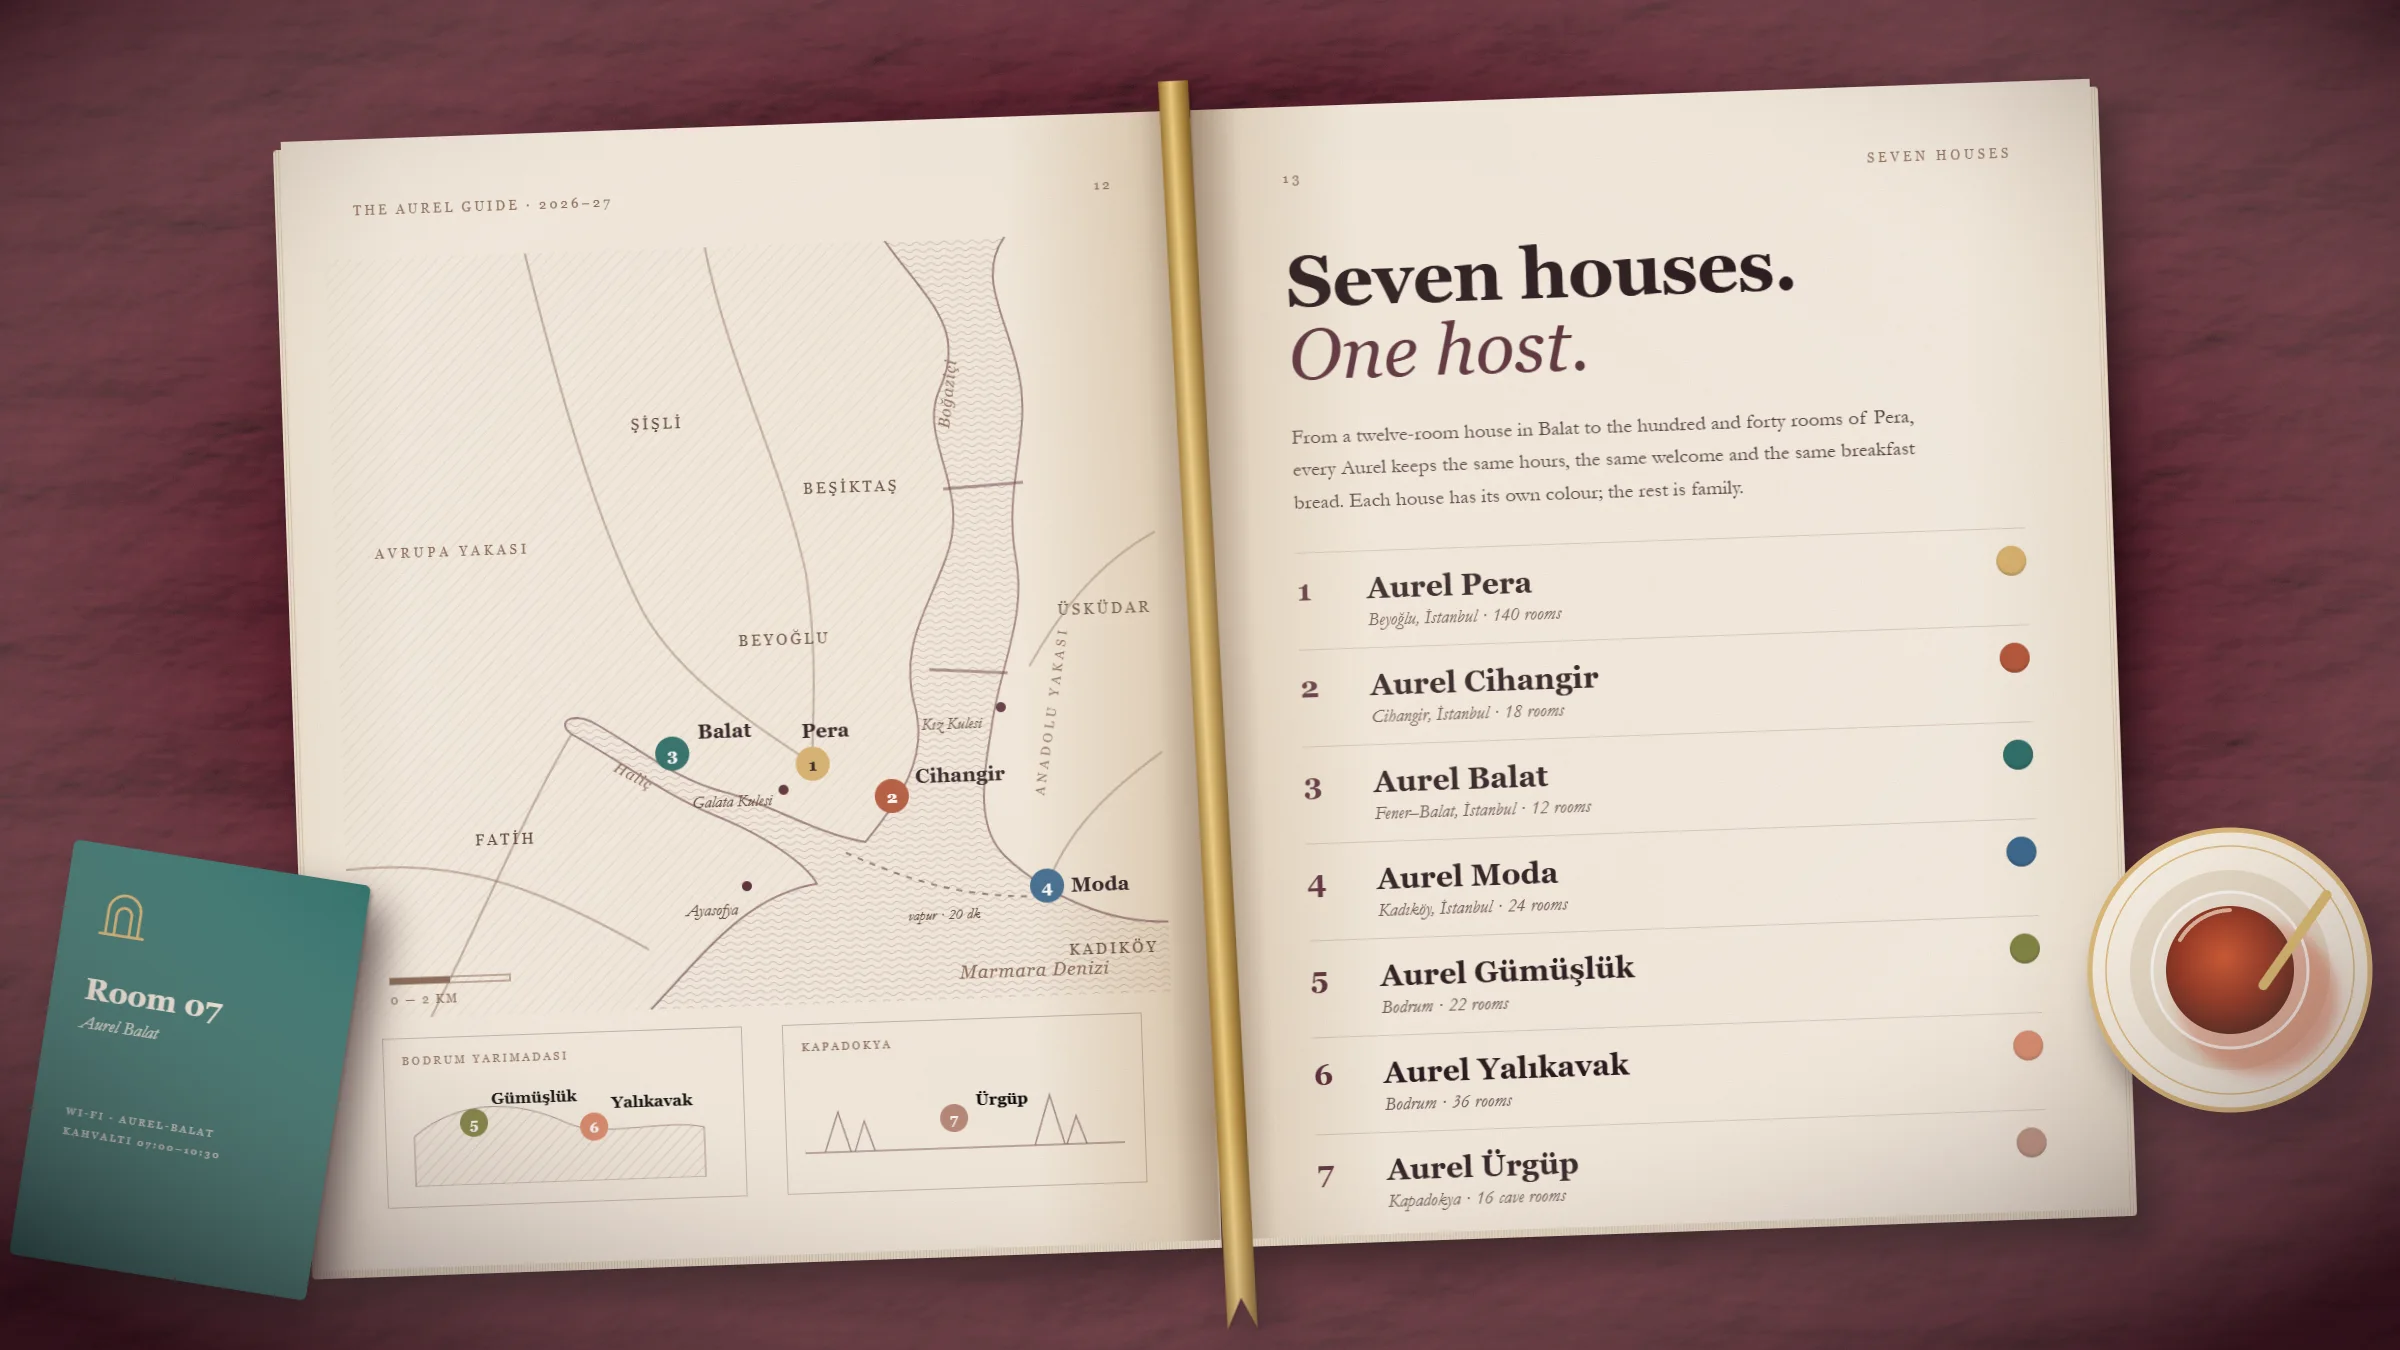 THE AUREL GUIDE · 2026–27
12
ŞİŞLİ
Boğaziçi
BEŞİKTAŞ
AVRUPA YAKASI
ÜSKÜDAR
BEYOĞLU
ANADOLU YAKASI
Kız Kulesi
Balat
Pera
3
1
Cihangir
2
Haliç
Galata Kulesi
FATİH
4
Moda
Ayasofya
vapur · 20 dk
KADIKÖY
Marmara Denizi
0 — 2 KM
BODRUM YARIMADASI
Gümüşlük
Yalıkavak
5
6
KAPADOKYA
Ürgüp
7
Room 07
Aurel Balat
WI-FI · AUREL-BALAT
KAHVALTI 07:00–10:30
13
SEVEN HOUSES
Seven houses.
One host.
From a twelve-room house in Balat to the hundred and forty rooms of Pera,
every Aurel keeps the same hours, the same welcome and the same breakfast
bread. Each house has its own colour; the rest is family.
1
Aurel Pera
Beyoğlu, İstanbul · 140 rooms
2
Aurel Cihangir
Cihangir, İstanbul · 18 rooms
3
Aurel Balat
Fener–Balat, İstanbul · 12 rooms
4
Aurel Moda
Kadıköy, İstanbul · 24 rooms
5
Aurel Gümüşlük
Bodrum · 22 rooms
6
Aurel Yalıkavak
Bodrum · 36 rooms
7
Aurel Ürgüp
Kapadokya · 16 cave rooms